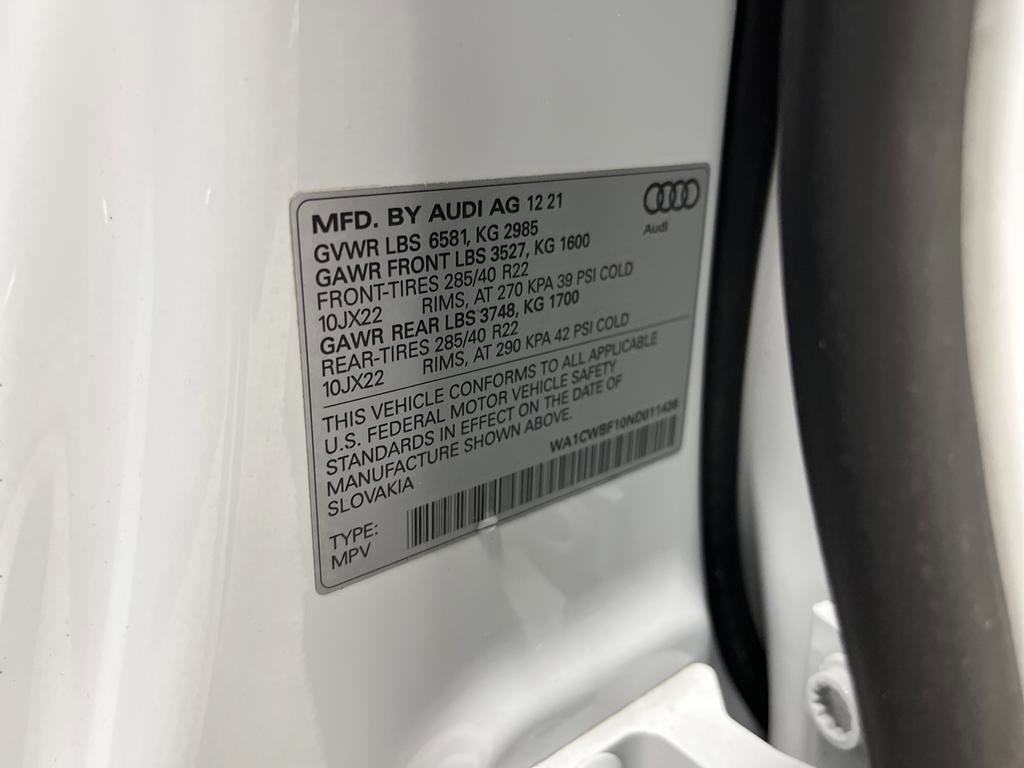 MFD. BY AUDI AG 12 21
Audi
GVWR LBS 6581, KG 2985
GAWR FRONT LBS 3527, KG 1600
FRONT-TIRES 285/40 R22
10JX22 RIMS, AT 270 KPA 39 PSI COLD
GAWR REAR LBS 3748, KG 1700
REAR-TIRES 285/40 R22
10JX22 RIMS, AT 290 KPA 42 PSI COLD
THIS VEHICLE CONFORMS TO ALL APPLICABLE
U.S. FEDERAL MOTOR VEHICLE SAFETY
STANDARDS IN EFFECT ON THE DATE OF
MANUFACTURE SHOWN ABOVE.
SLOVAKIA
WA1CWBF10ND011438
TYPE:
MPV